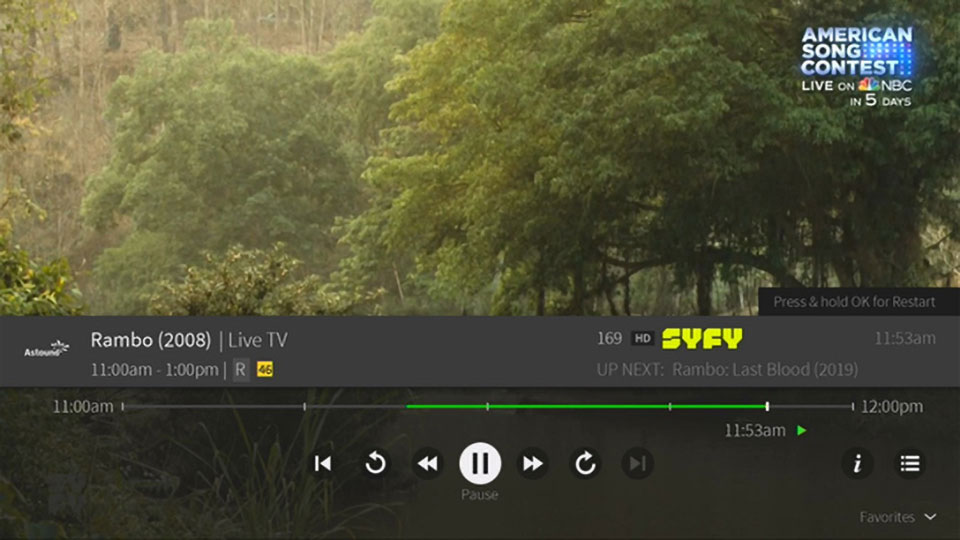 AMERICAN
SONG
CONTEST
LIVE ON NBC
IN 5 DAYS
Press & hold OK for Restart
Astound
Rambo (2008) | Live TV
169 HD SYFY
11:53am
11:00am - 1:00pm | R 46
UP NEXT: Rambo: Last Blood (2019)
11:00am
12:00pm
11:53am
i
Pause
Favorites